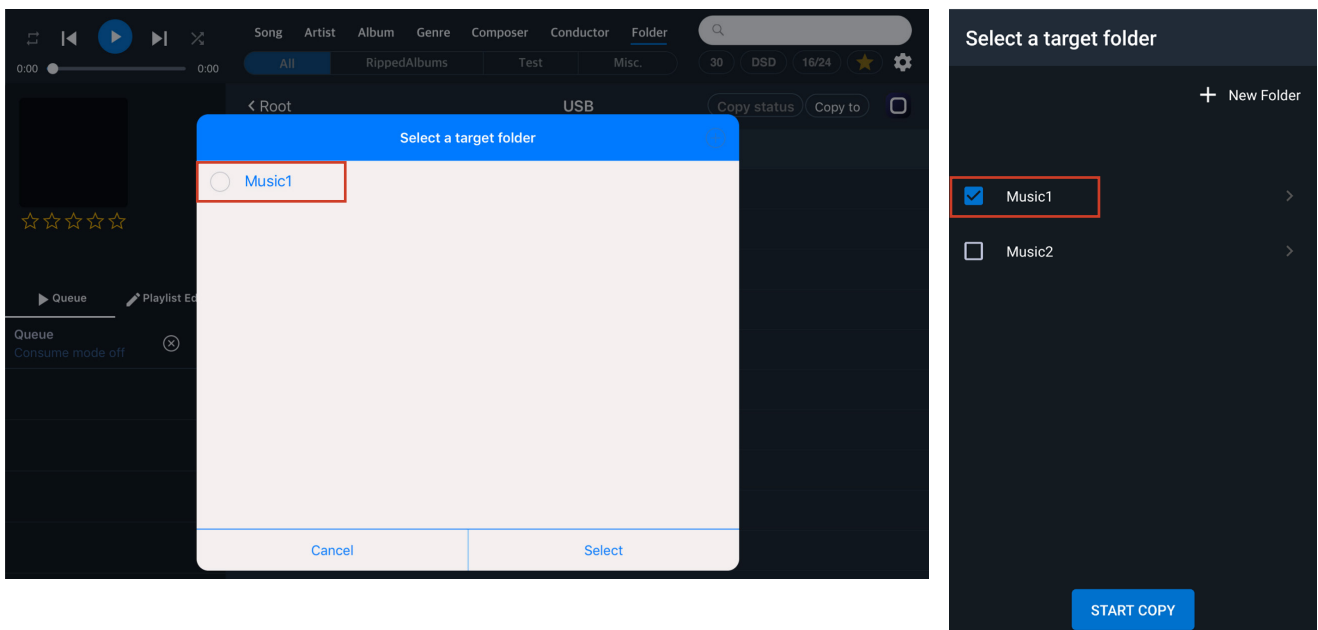 Song Artist Album Genre Composer Conductor Folder
0:00 0:00
All RippedAlbums Test Misc. 30 DSD 16/24
Root USB Copy status Copy to
Select a target folder
Music1
Queue Playlist Ed
Queue
Consume mode off
Cancel Select
Select a target folder
New Folder
Music1
Music2
START COPY